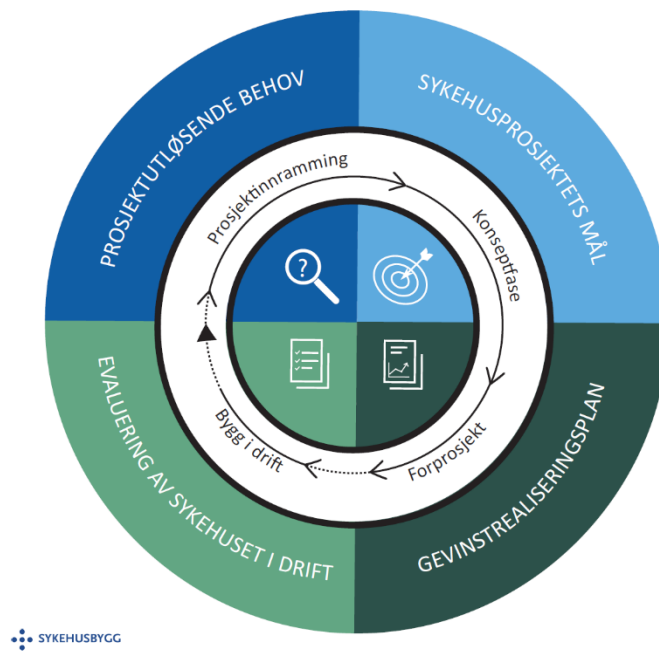 PROSJEKTUTLØSENDE BEHOV
SYKEHUSPROSJEKTETS MÅL
Prosjektinnramming
Konseptfase
?
Bygg i drift
Forprosjekt
EVALUERING AV SYKEHUSET I DRIFT
GEVINSTREALISERINGSPLAN
SYKEHUSBYGG